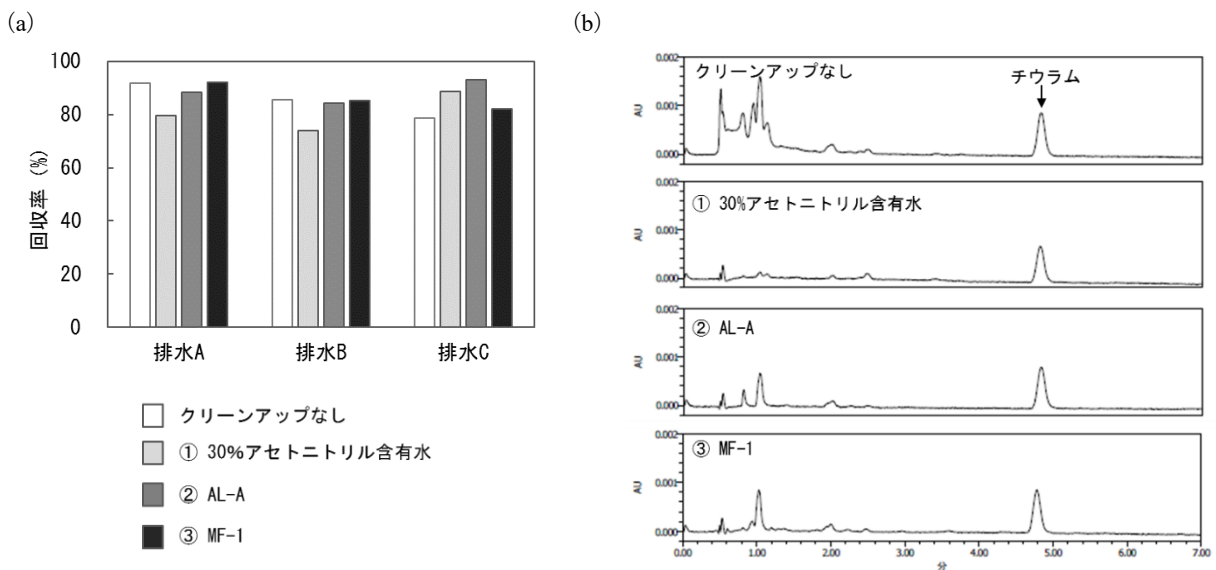 (a)
100
80
60
40
20
0
回収率 (%)
排水A
排水B
排水C
クリーンアップなし
① 30%アセトニトリル含有水
② AL-A
③ MF-1
(b)
0.002
0.001
0.000
AU
クリーンアップなし
チウラム
0.002
0.001
0.000
AU
① 30%アセトニトリル含有水
0.002
0.001
0.000
AU
② AL-A
0.002
0.001
0.000
AU
③ MF-1
0.00 1.00 2.00 3.00 4.00 5.00 6.00 7.00
分